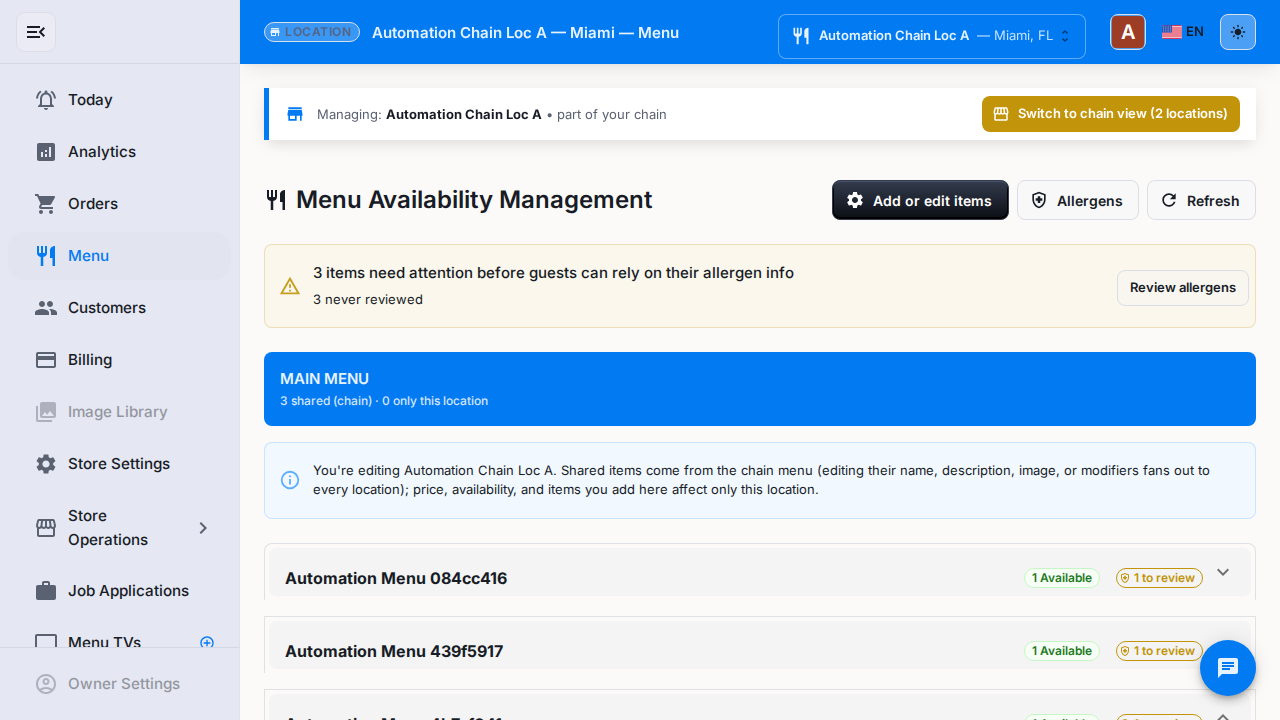 LOCATION
Automation Chain Loc A — Miami — Menu
Automation Chain Loc A — Miami, FL
A
EN
Today
Analytics
Orders
Menu
Customers
Billing
Image Library
Store Settings
Store
Operations
Job Applications
Menu TVs
Owner Settings
Managing: Automation Chain Loc A • part of your chain
Switch to chain view (2 locations)
Menu Availability Management
Add or edit items
Allergens
Refresh
3 items need attention before guests can rely on their allergen info
3 never reviewed
Review allergens
MAIN MENU
3 shared (chain) · 0 only this location
You're editing Automation Chain Loc A. Shared items come from the chain menu (editing their name, description, image, or modifiers fans out to
every location); price, availability, and items you add here affect only this location.
Automation Menu 084cc416
1 Available
1 to review
Automation Menu 439f5917
1 Available
1 to review
Automation Menu